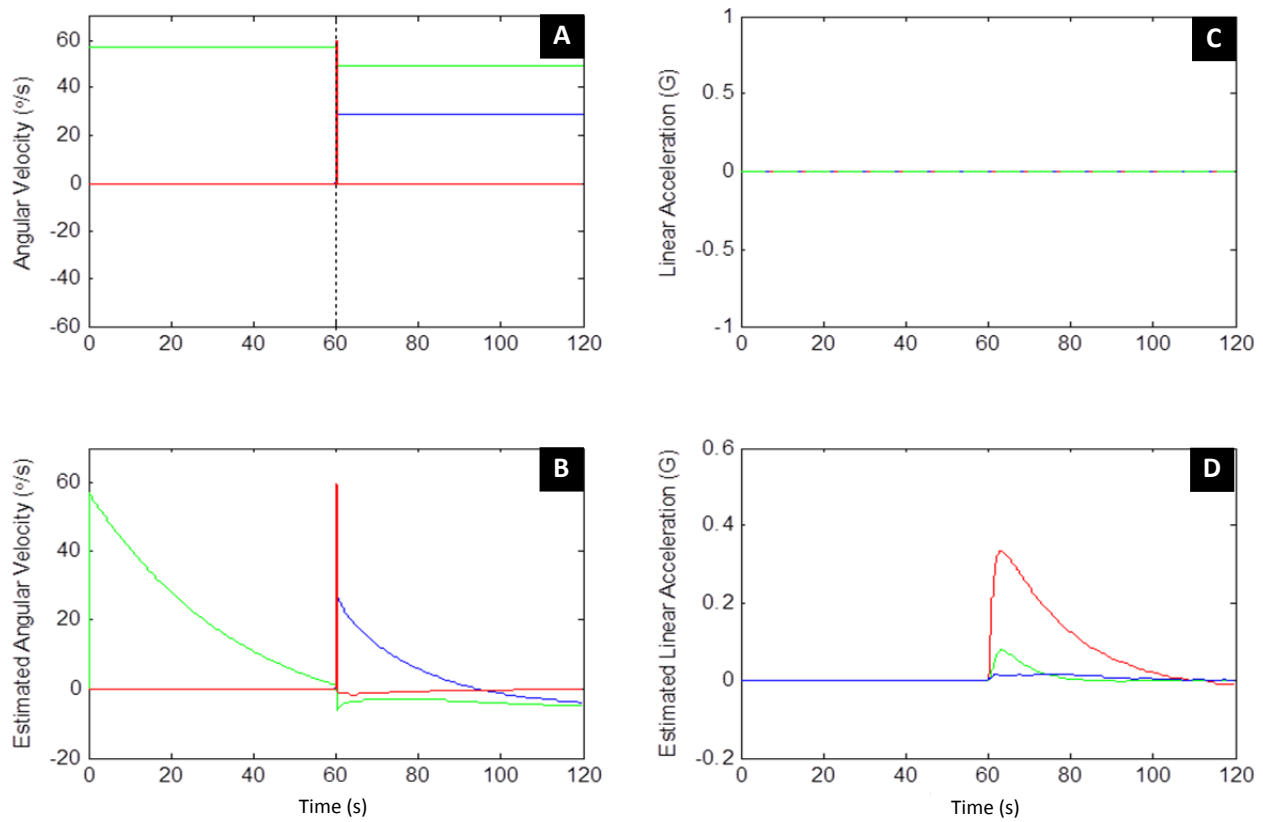 A
60
40
20
0
-20
-40
-60
Angular Velocity (º/s)
0 20 40 60 80 100 120
C
1
0.5
0
-0.5
-1
Linear Acceleration (G)
0 20 40 60 80 100 120
B
60
40
20
0
-20
Estimated Angular Velocity (º/s)
0 20 40 60 80 100 120
Time (s)
D
0.6
0.4
0.2
0
-0.2
Estimated Linear Acceleration (G)
0 20 40 60 80 100 120
Time (s)